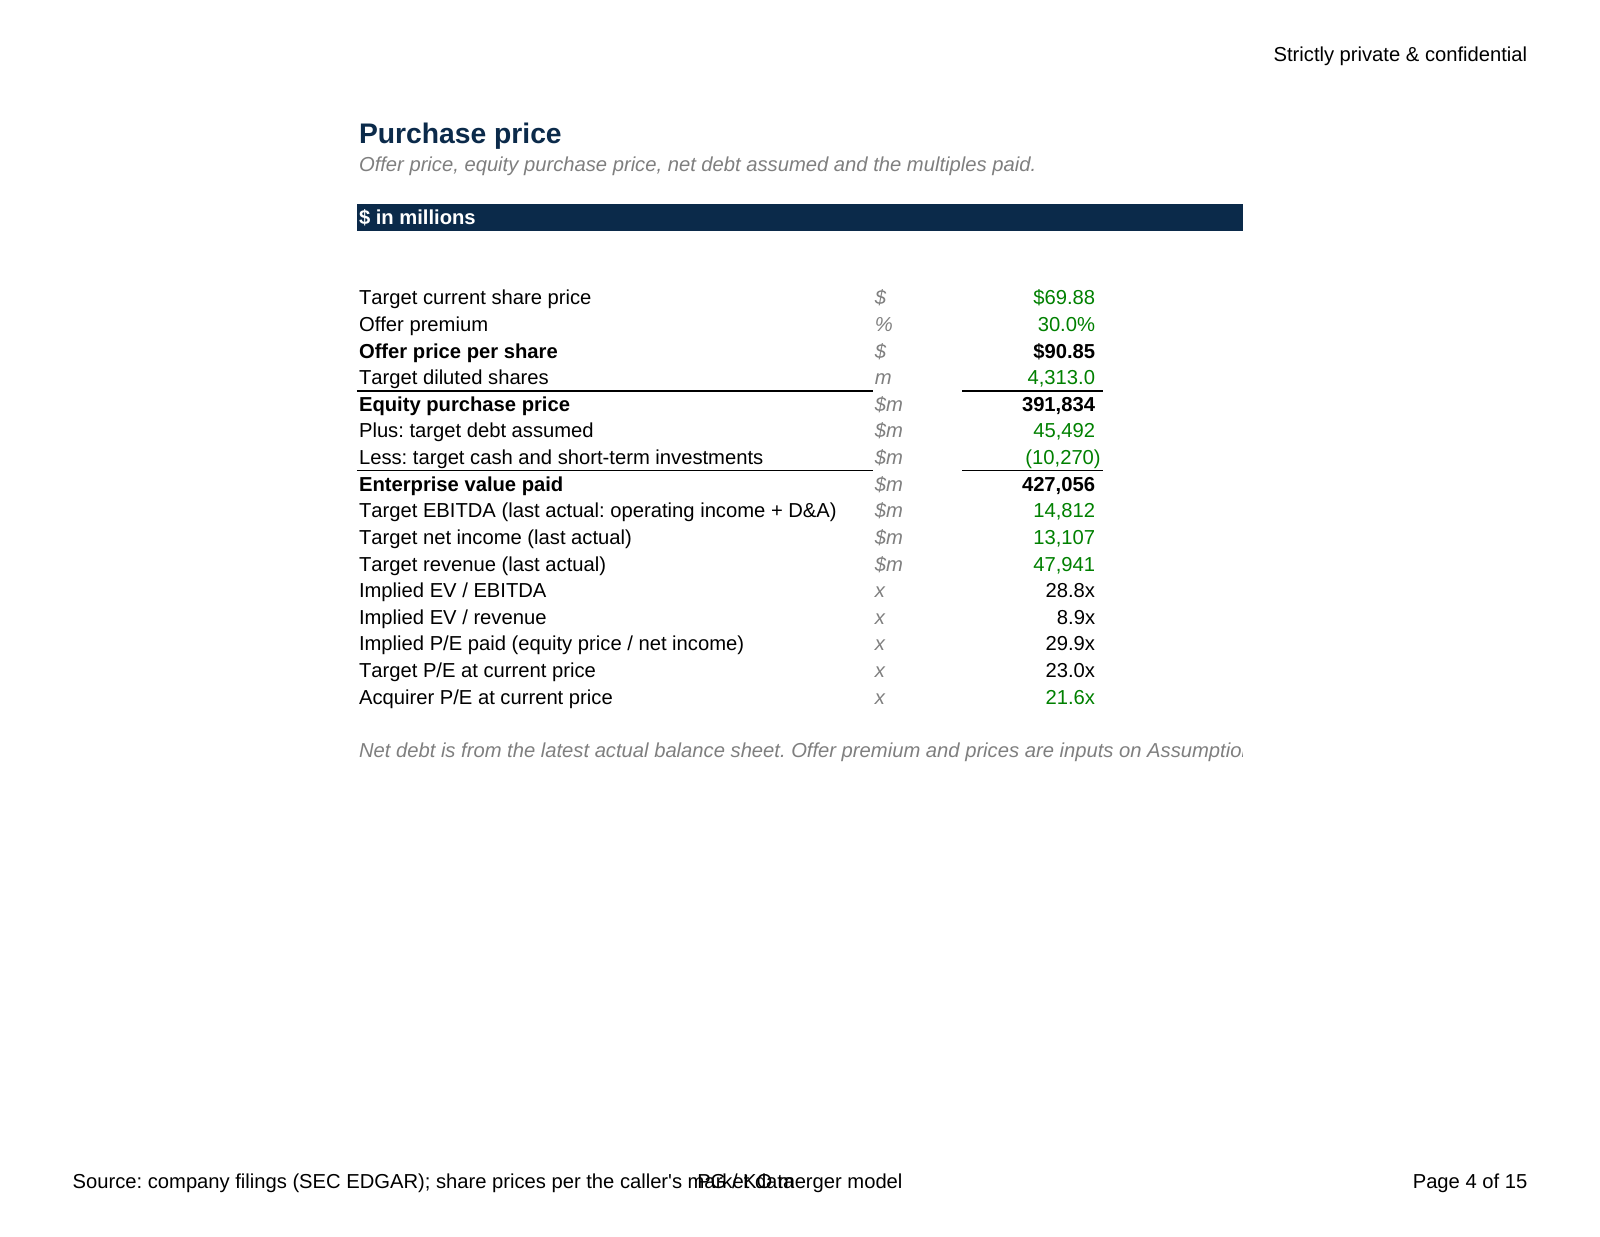 Strictly private & confidential
Purchase price
Offer price, equity purchase price, net debt assumed and the multiples paid.
$ in millions
Target current share price $ $69.88
Offer premium % 30.0%
Offer price per share $ $90.85
Target diluted shares m 4,313.0
Equity purchase price $m 391,834
Plus: target debt assumed $m 45,492
Less: target cash and short-term investments $m (10,270)
Enterprise value paid $m 427,056
Target EBITDA (last actual: operating income + D&A) $m 14,812
Target net income (last actual) $m 13,107
Target revenue (last actual) $m 47,941
Implied EV / EBITDA x 28.8x
Implied EV / revenue x 8.9x
Implied P/E paid (equity price / net income) x 29.9x
Target P/E at current price x 23.0x
Acquirer P/E at current price x 21.6x
Net debt is from the latest actual balance sheet. Offer premium and prices are inputs on Assumptio
Source: company filings (SEC EDGAR); share prices per the caller's market data PG / KO merger model Page 4 of 15